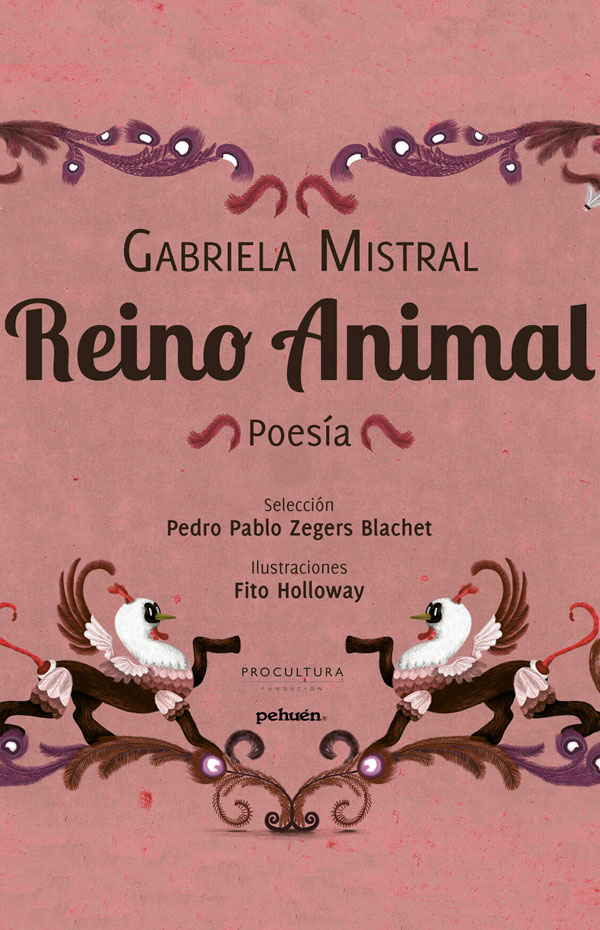 GABRIELA MISTRAL
Reino Animal
Poesía
Selección
Pedro Pablo Zegers Blachet
Ilustraciones
Fito Holloway
PROCULTURA
FUNDACIÓN
pehuén®